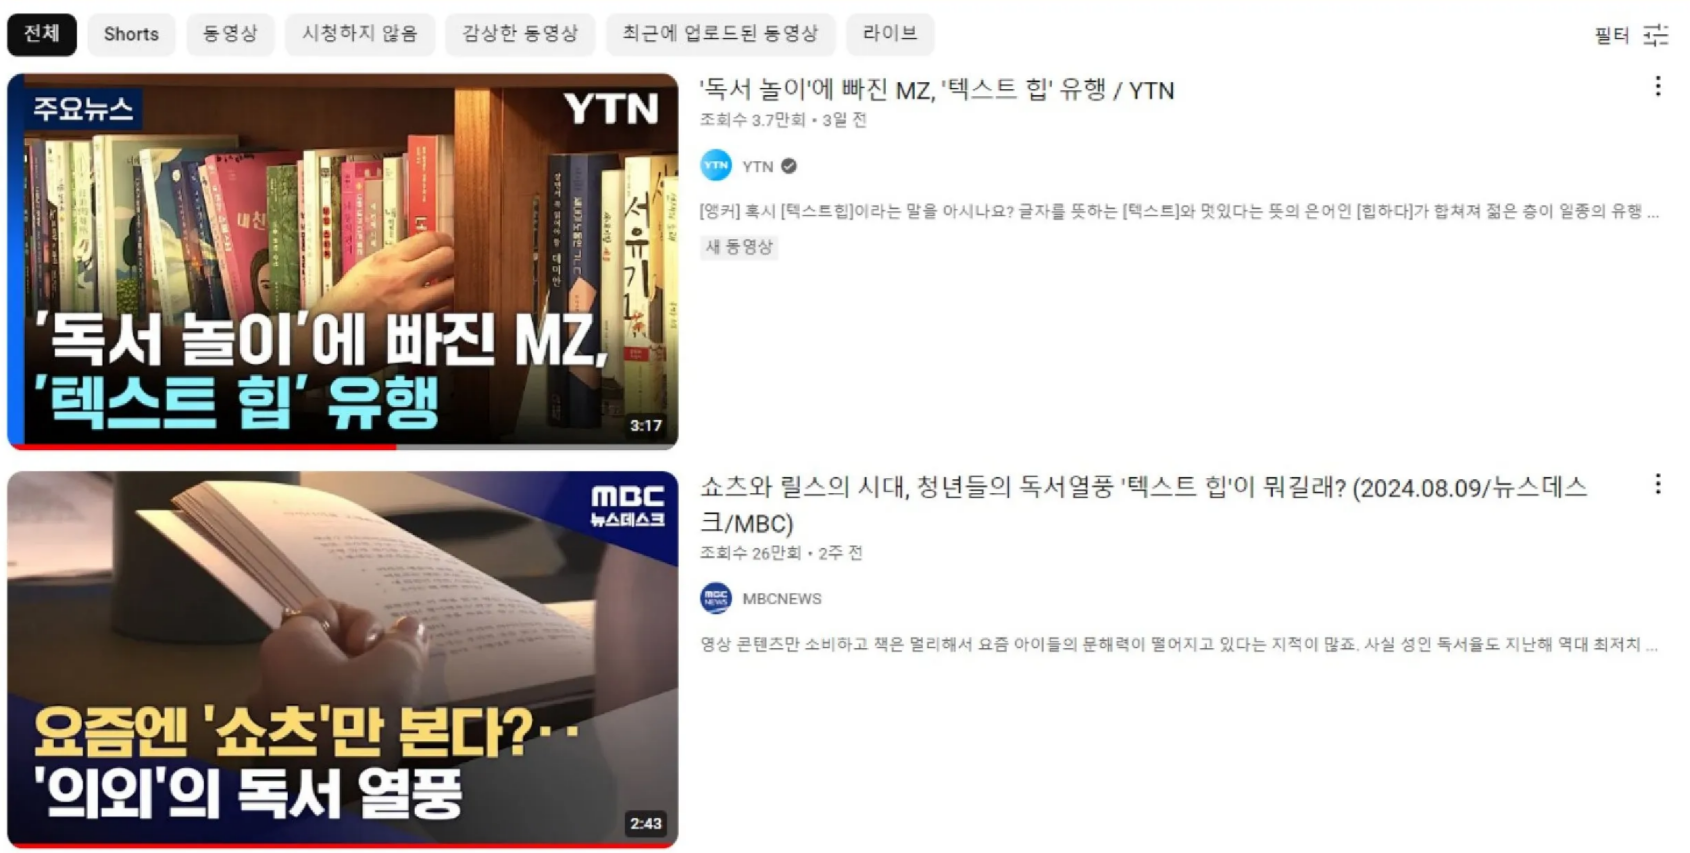 전체
Shorts
동영상
시청하지 않음
감상한 동영상
최근에 업로드된 동영상
라이브
필터
주요뉴스
YTN
대천
서유기
데미안
'독서 놀이'에 빠진 MZ,
'텍스트 힙' 유행
3:17
'독서 놀이'에 빠진 MZ, '텍스트 힙' 유행 / YTN
조회수 3.7만회 • 3일 전
YTN
YTN
[앵커] 혹시 [텍스트힙]이라는 말을 아시나요? 글자를 뜻하는 [텍스트]와 멋있다는 뜻의 은어인 [힙하다]가 합쳐져 젊은 층이 일종의 유행 ...
새 동영상
MBC
뉴스데스크
요즘엔 '쇼츠'만 본다?··
'의외'의 독서 열풍
2:43
쇼츠와 릴스의 시대, 청년들의 독서열풍 '텍스트 힙'이 뭐길래? (2024.08.09/뉴스데스
크/MBC)
조회수 26만회 • 2주 전
MBC
NEWS
MBCNEWS
영상 콘텐츠만 소비하고 책은 멀리해서 요즘 아이들의 문해력이 떨어지고 있다는 지적이 많죠. 사실 성인 독서율도 지난해 역대 최저치 ...